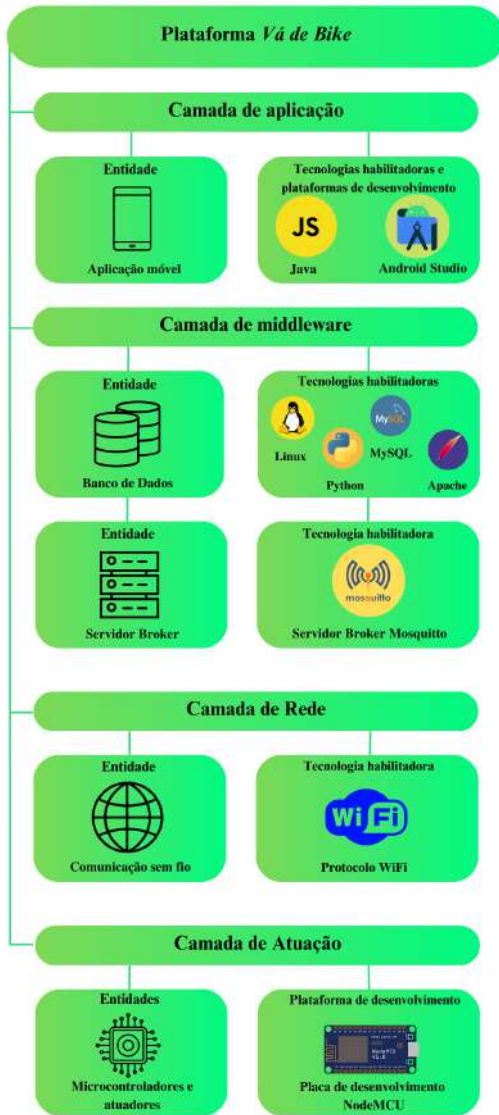 Plataforma Vá de Bike
Camada de aplicação
Entidade
Aplicação móvel
Tecnologias habilitadoras e
plataformas de desenvolvimento
JS
Java
Android Studio
Camada de middleware
Entidade
Banco de Dados
Tecnologias habilitadoras
Linux
Python
MySQL
MySQL
Apache
Entidade
Servidor Broker
Tecnologia habilitadora
mosquitto
Servidor Broker Mosquitto
Camada de Rede
Entidade
Comunicação sem fio
Tecnologia habilitadora
WiFi
Protocolo WiFi
Camada de Atuação
Entidades
Microcontroladores e
atuadores
Plataforma de desenvolvimento
NodeMCU
Placa de desenvolvimento
NodeMCU